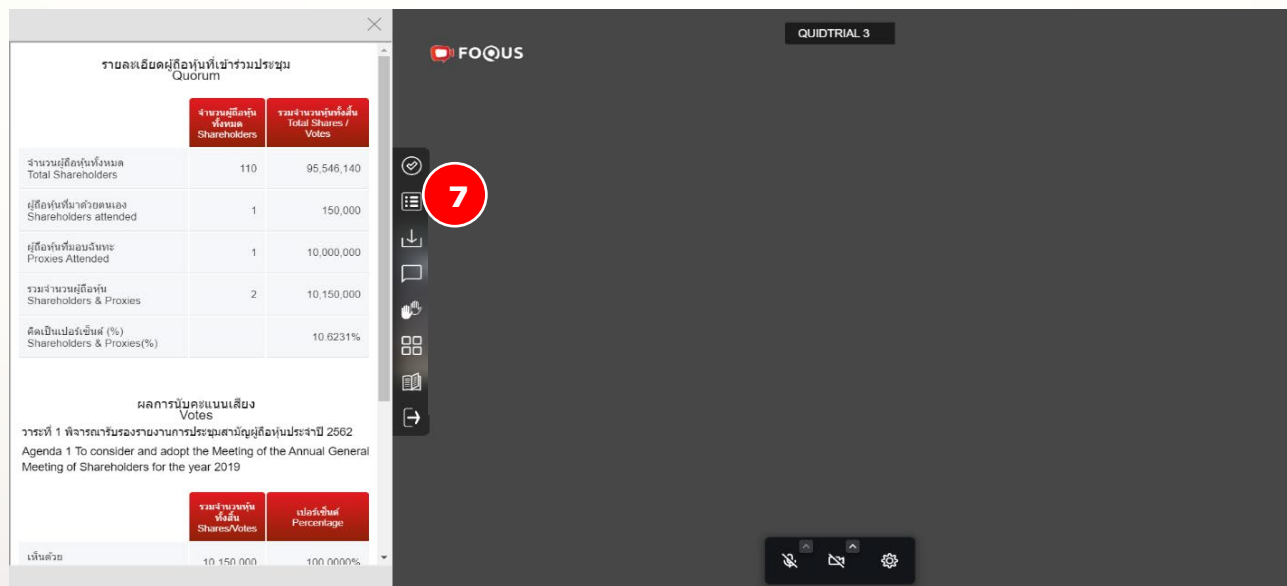 รายละเอียดผู้ถือหุ้นที่เข้าร่วมประชุม
Quorum
จำนวนผู้ถือหุ้น
ทั้งหมด
Shareholders
รวมจำนวนหุ้นทั้งสิ้น
Total Shares /
Votes
จำนวนผู้ถือหุ้นทั้งหมด
Total Shareholders
110
95,546,140
ผู้ถือหุ้นที่มาด้วยตนเอง
Shareholders attended
1
150,000
ผู้ถือหุ้นที่มอบฉันทะ
Proxies Attended
1
10,000,000
รวมจำนวนผู้ถือหุ้น
Shareholders & Proxies
2
10,150,000
คิดเป็นเปอร์เซ็นต์ (%)
Shareholders & Proxies(%)
10.6231%
ผลการนับคะแนนเสียง
Votes
วาระที่ 1 พิจารณารับรองรายงานการประชุมสามัญผู้ถือหุ้นประจำปี 2562
Agenda 1 To consider and adopt the Meeting of the Annual General
Meeting of Shareholders for the year 2019
รวมจำนวนหุ้น
ทั้งสิ้น
Shares/Votes
เปอร์เซ็นต์
Percentage
เห็นด้วย
10,150,000
100.0000%
FOQUS
QUIDTRIAL 3
7